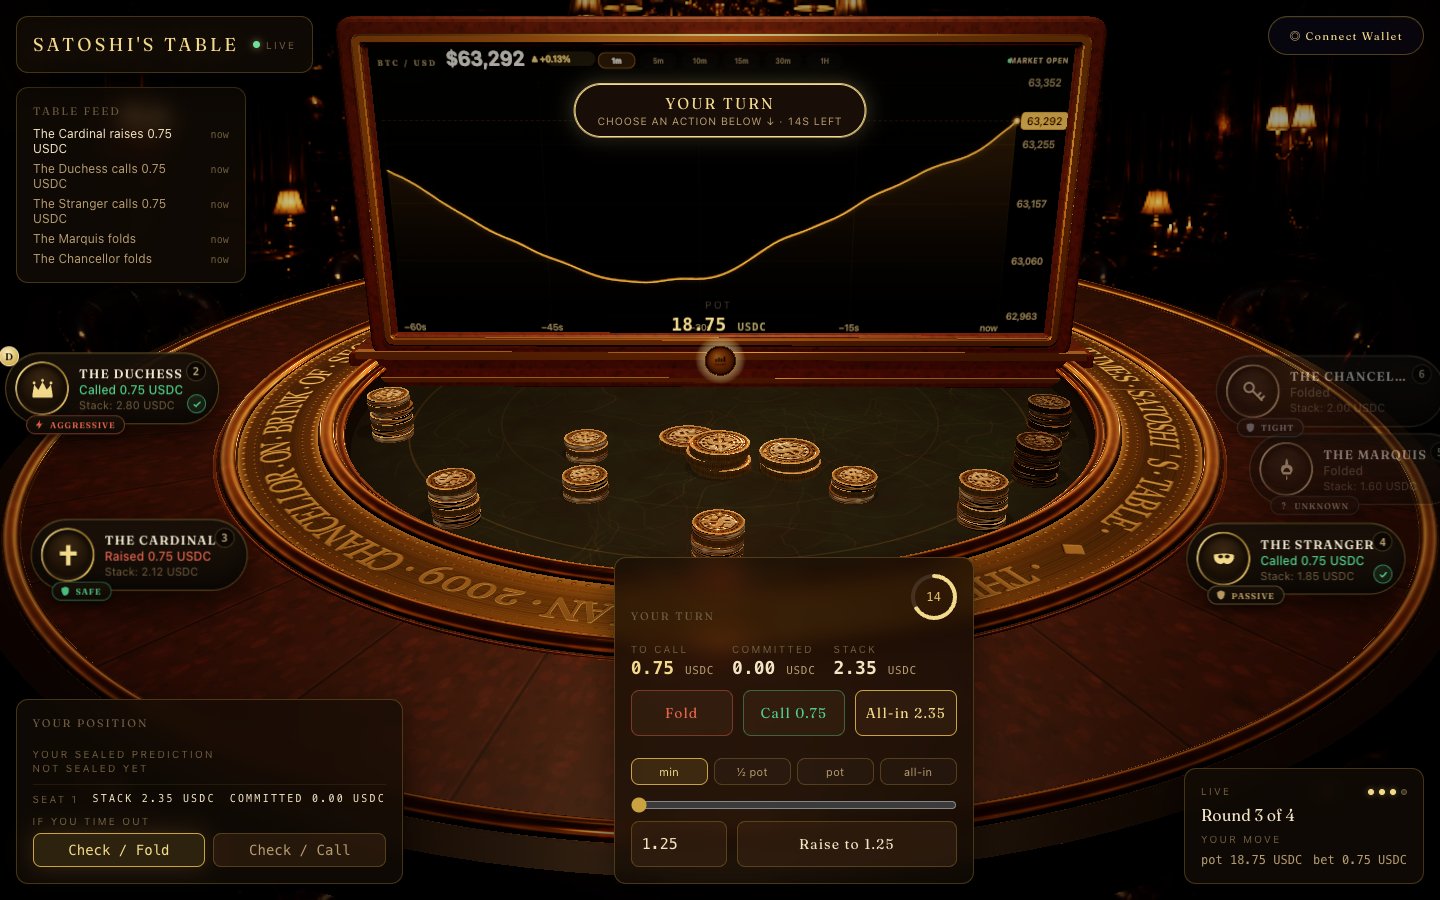 SATOSHI'S TABLE
LIVE
Connect Wallet
TABLE FEED
The Cardinal raises 0.75 USDC now
The Duchess calls 0.75 USDC now
The Stranger calls 0.75 USDC now
The Marquis folds now
The Chancellor folds now
BTC / USD $63,292 ▲+0.13% 1m 5m 10m 15m 30m 1H MARKET OPEN
YOUR TURN
CHOOSE AN ACTION BELOW ↓ · 14S LEFT
63,352
63,292
63,255
63,157
63,060
62,963
POT
18.75 USDC
−60s −45s −15s now
D
THE DUCHESS 2
Called 0.75 USDC
Stack: 2.80 USDC
AGGRESSIVE
THE CARDINAL 3
Raised 0.75 USDC
Stack: 2.12 USDC
SAFE
THE CHANCEL... 6
Folded
Stack: 2.00 USDC
TIGHT
THE MARQUIS
Folded
Stack: 1.60 USDC
? UNKNOWN
THE STRANGER 4
Called 0.75 USDC
Stack: 1.85 USDC
PASSIVE
CHANCELLOR · ON · BRINK · OF ·
2009 ·
TIMES · SATOSHI'S TABLE ·
YOUR TURN
14
TO CALL COMMITTED STACK
0.75 USDC 0.00 USDC 2.35 USDC
Fold Call 0.75 All-in 2.35
min ½ pot pot all-in
1.25 Raise to 1.25
YOUR POSITION
YOUR SEALED PREDICTION
NOT SEALED YET
SEAT 1 STACK 2.35 USDC COMMITTED 0.00 USDC
IF YOU TIME OUT
Check / Fold Check / Call
LIVE
Round 3 of 4
YOUR MOVE
pot 18.75 USDC bet 0.75 USDC